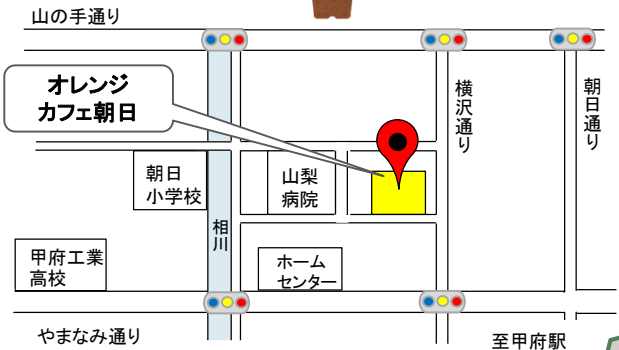 山の手通り
オレンジ
カフェ朝日
横沢通り
朝日通り
朝日
小学校
山梨
病院
相川
甲府工業
高校
ホーム
センター
やまなみ通り
至甲府駅